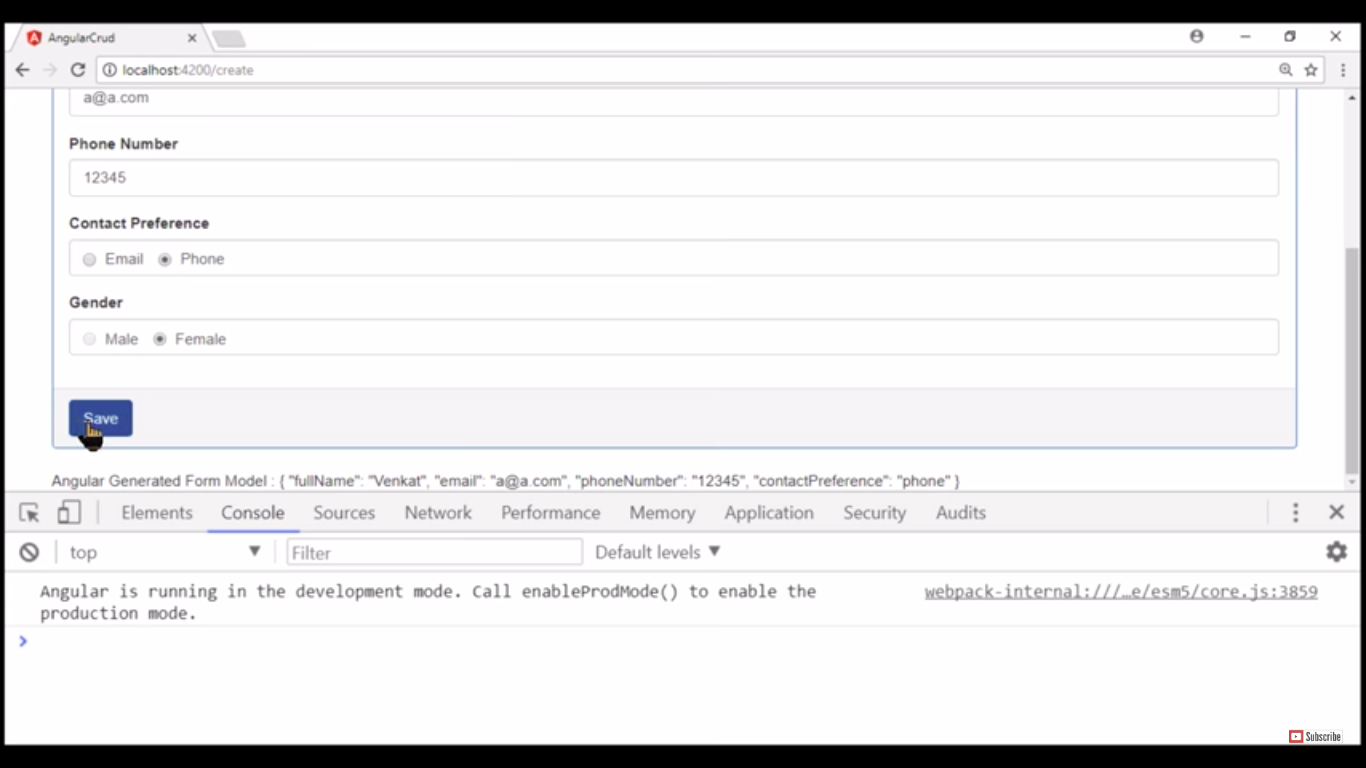 AngularCrud
localhost:4200/create
a@a.com
Phone Number
12345
Contact Preference
Email Phone
Gender
Male Female
Save
Angular Generated Form Model : { "fullName": "Venkat", "email": "a@a.com", "phoneNumber": "12345", "contactPreference": "phone" }
Elements Console Sources Network Performance Memory Application Security Audits
top Filter Default levels
Angular is running in the development mode. Call enableProdMode() to enable the webpack-internal:///…e/esm5/core.js:3859
production mode.
Subscribe